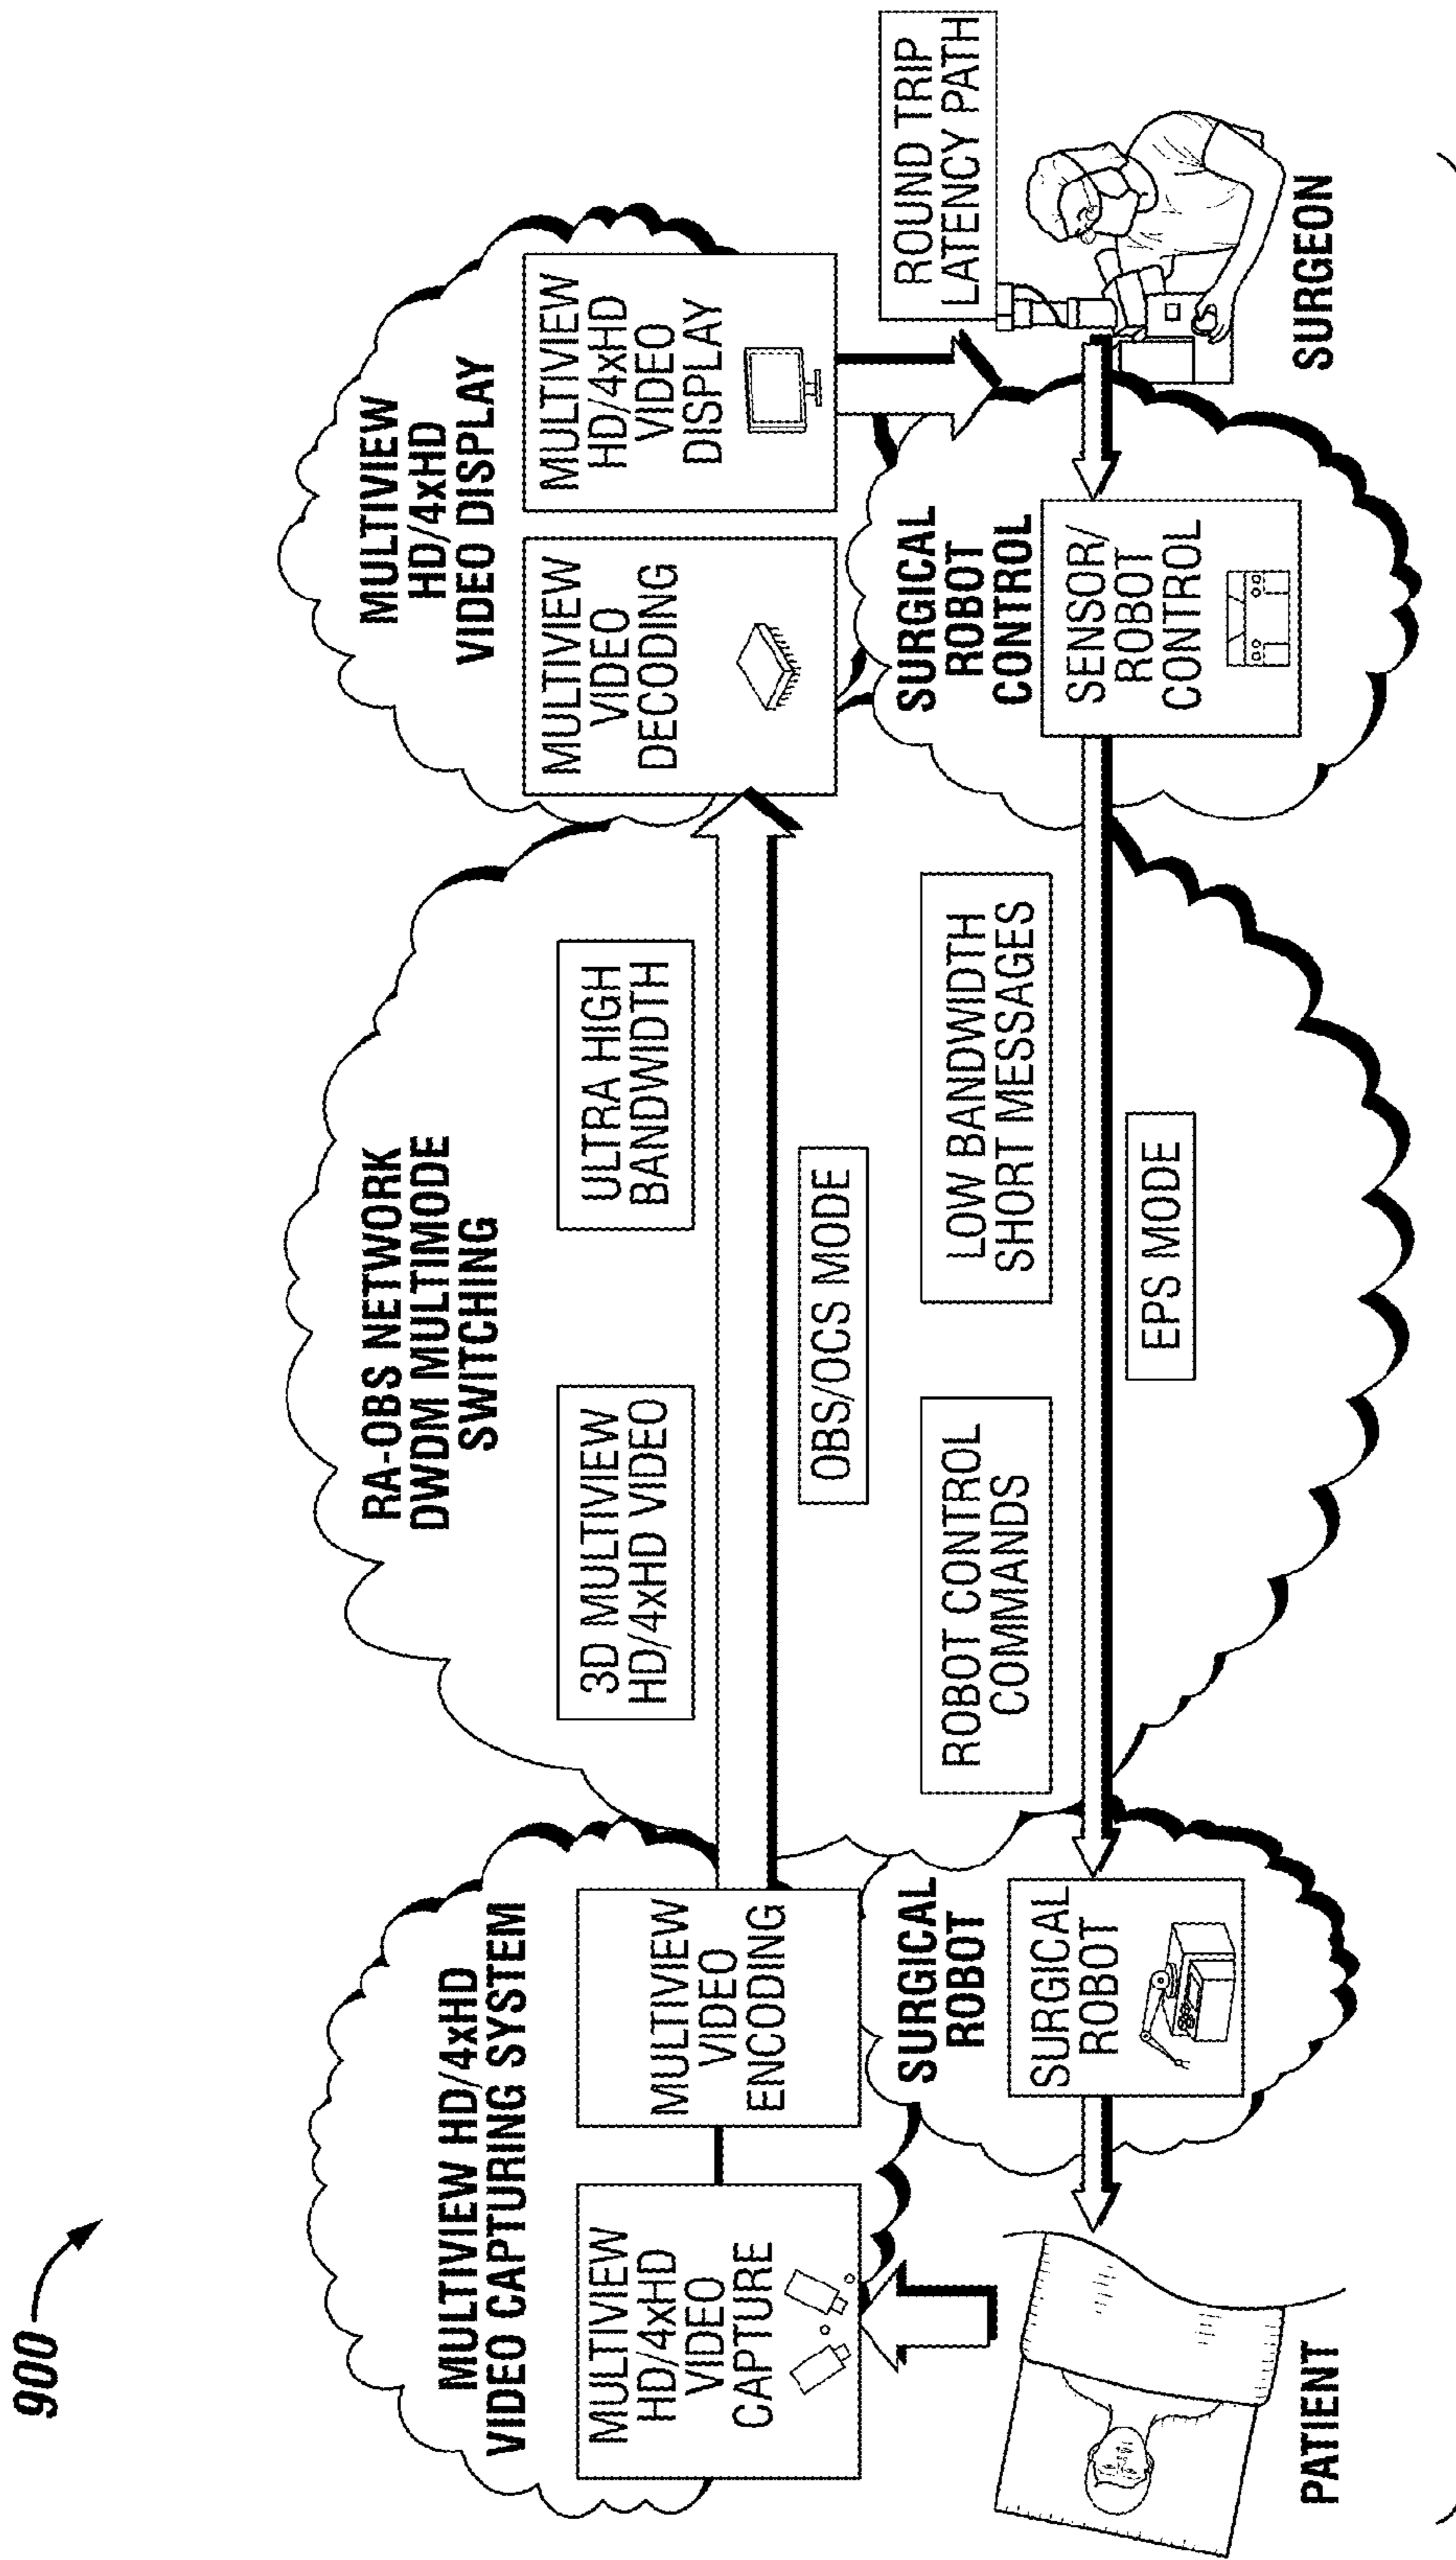 900
MULTIVIEW HD/4xHD
VIDEO CAPTURING SYSTEM
MULTIVIEW
HD/4xHD
VIDEO
CAPTURE
MULTIVIEW
VIDEO
ENCODING
RA-OBS NETWORK
DWDM MULTIMODE
SWITCHING
3D MULTIVIEW
HD/4xHD VIDEO
ULTRA HIGH
BANDWIDTH
OBS/OCS MODE
MULTIVIEW
HD/4xHD
VIDEO DISPLAY
MULTIVIEW
VIDEO
DECODING
MULTIVIEW
HD/4xHD
VIDEO
DISPLAY
ROUND TRIP
LATENCY PATH
PATIENT
SURGICAL
ROBOT
SURGICAL
ROBOT
ROBOT CONTROL
COMMANDS
LOW BANDWIDTH
SHORT MESSAGES
EPS MODE
SURGICAL
ROBOT
CONTROL
SENSOR/
ROBOT
CONTROL
SURGEON